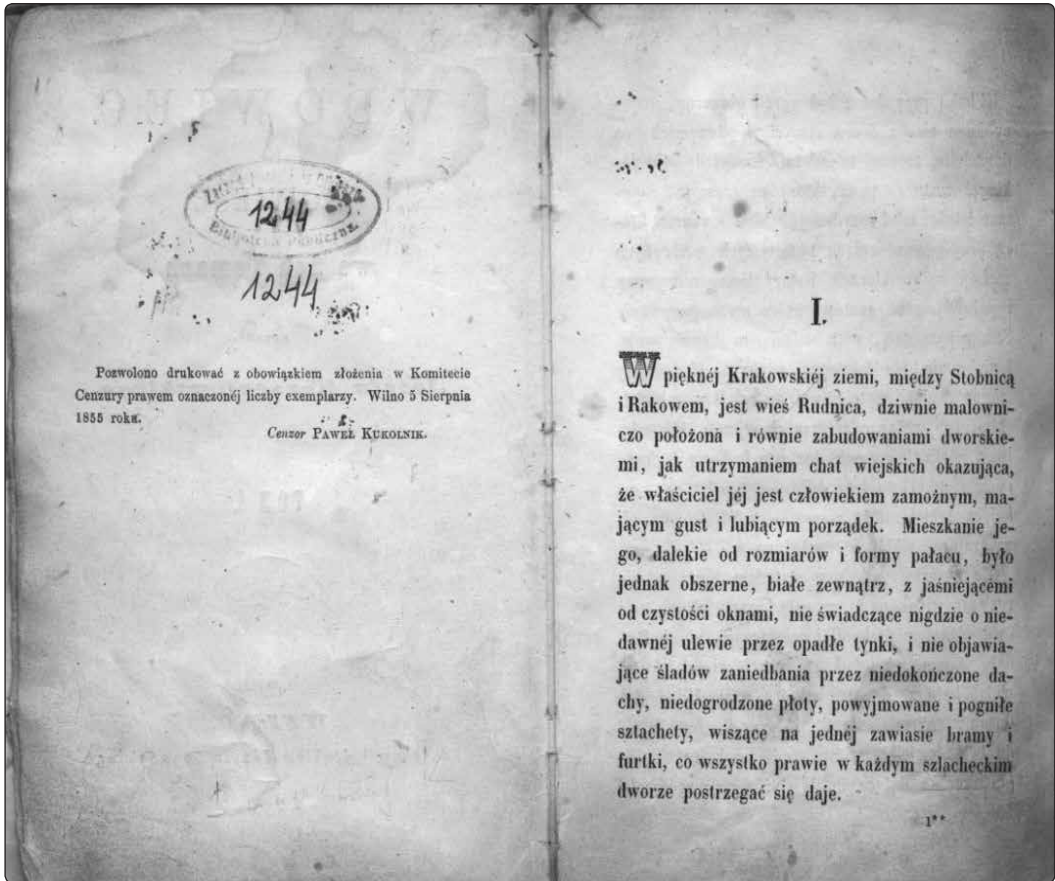 1244
Biblioteka Publiczna
1244
Pozwolono drukować z obowiązkiem złożenia w Komitecie
Cenzury prawem oznaczonéj liczby exemplarzy. Wilno 5 Sierpnia
1855 roku.
Cenzor PAWEŁ KUKOLNIK.
I.
W pięknéj Krakowskiéj ziemi, między Stobnicą
i Rakowem, jest wieś Rudnica, dziwnie malowni-
czo położona i równie zabudowaniami dworskie-
mi, jak utrzymaniem chat wiejskich okazująca,
że właściciel jéj jest człowiekiem zamożnym, ma-
jącym gust i lubiącym porządek. Mieszkanie je-
go, dalekie od rozmiarów i formy pałacu, było
jednak obszerne, białe zewnątrz, z jaśniejącemi
od czystości oknami, nie świadczące nigdzie o nie-
dawnéj ulewie przez opadłe tynki, i nie objawia-
jące śladów zaniedbania przez niedokończone da-
chy, niedogrodzone płoty, powyjmowane i pogniłe
sztachety, wiszące na jednéj zawiasie bramy i
furtki, co wszystko prawie w każdym szlacheckim
dworze postrzegać się daje.
1**